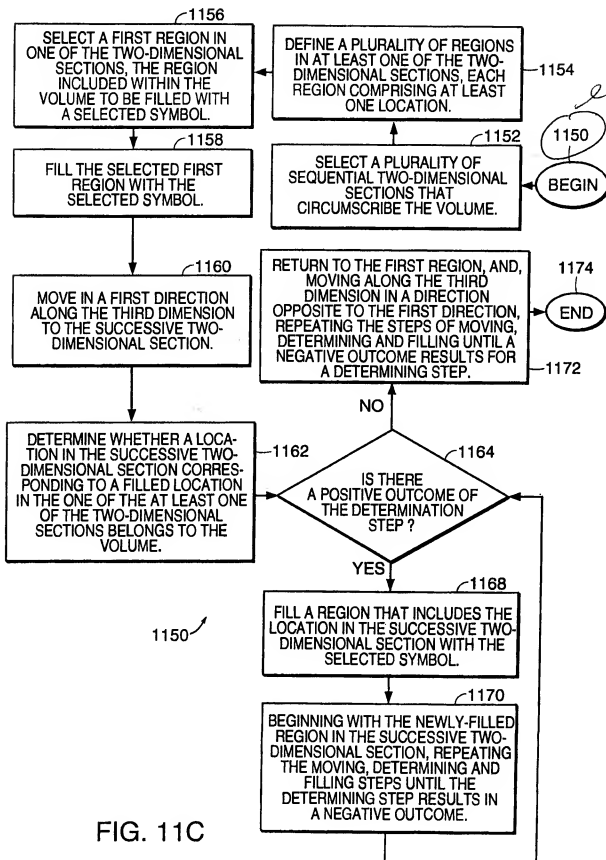 1156
SELECT A FIRST REGION IN
ONE OF THE TWO-DIMENSIONAL
SECTIONS, THE REGION
INCLUDED WITHIN THE
VOLUME TO BE FILLED WITH
A SELECTED SYMBOL.
DEFINE A PLURALITY OF REGIONS
IN AT LEAST ONE OF THE TWO-
DIMENSIONAL SECTIONS, EACH
REGION COMPRISING AT LEAST
ONE LOCATION.
1154
1158
FILL THE SELECTED FIRST
REGION WITH THE
SELECTED SYMBOL.
1152
SELECT A PLURALITY OF
SEQUENTIAL TWO-DIMENSIONAL
SECTIONS THAT
CIRCUMSCRIBE THE VOLUME.
1150
BEGIN
1160
MOVE IN A FIRST DIRECTION
ALONG THE THIRD DIMENSION
TO THE SUCCESSIVE TWO-
DIMENSIONAL SECTION.
RETURN TO THE FIRST REGION, AND,
MOVING ALONG THE THIRD
DIMENSION IN A DIRECTION
OPPOSITE TO THE FIRST DIRECTION,
REPEATING THE STEPS OF MOVING,
DETERMINING AND FILLING UNTIL A
NEGATIVE OUTCOME RESULTS FOR
A DETERMINING STEP.
1172
1174
END
NO
DETERMINE WHETHER A LOCA-
TION IN THE SUCCESSIVE TWO-
DIMENSIONAL SECTION CORRES-
PONDING TO A FILLED LOCATION
IN THE ONE OF THE AT LEAST ONE
OF THE TWO-DIMENSIONAL
SECTIONS BELONGS TO THE
VOLUME.
1162
1164
IS THERE
A POSITIVE OUTCOME OF
THE DETERMINATION
STEP ?
YES
1168
FILL A REGION THAT INCLUDES THE
LOCATION IN THE SUCCESSIVE TWO-
DIMENSIONAL SECTION WITH THE
SELECTED SYMBOL.
1150
1170
BEGINNING WITH THE NEWLY-FILLED
REGION IN THE SUCCESSIVE TWO-
DIMENSIONAL SECTION, REPEATING
THE MOVING, DETERMINING AND
FILLING STEPS UNTIL THE
DETERMINING STEP RESULTS IN
A NEGATIVE OUTCOME.
FIG. 11C